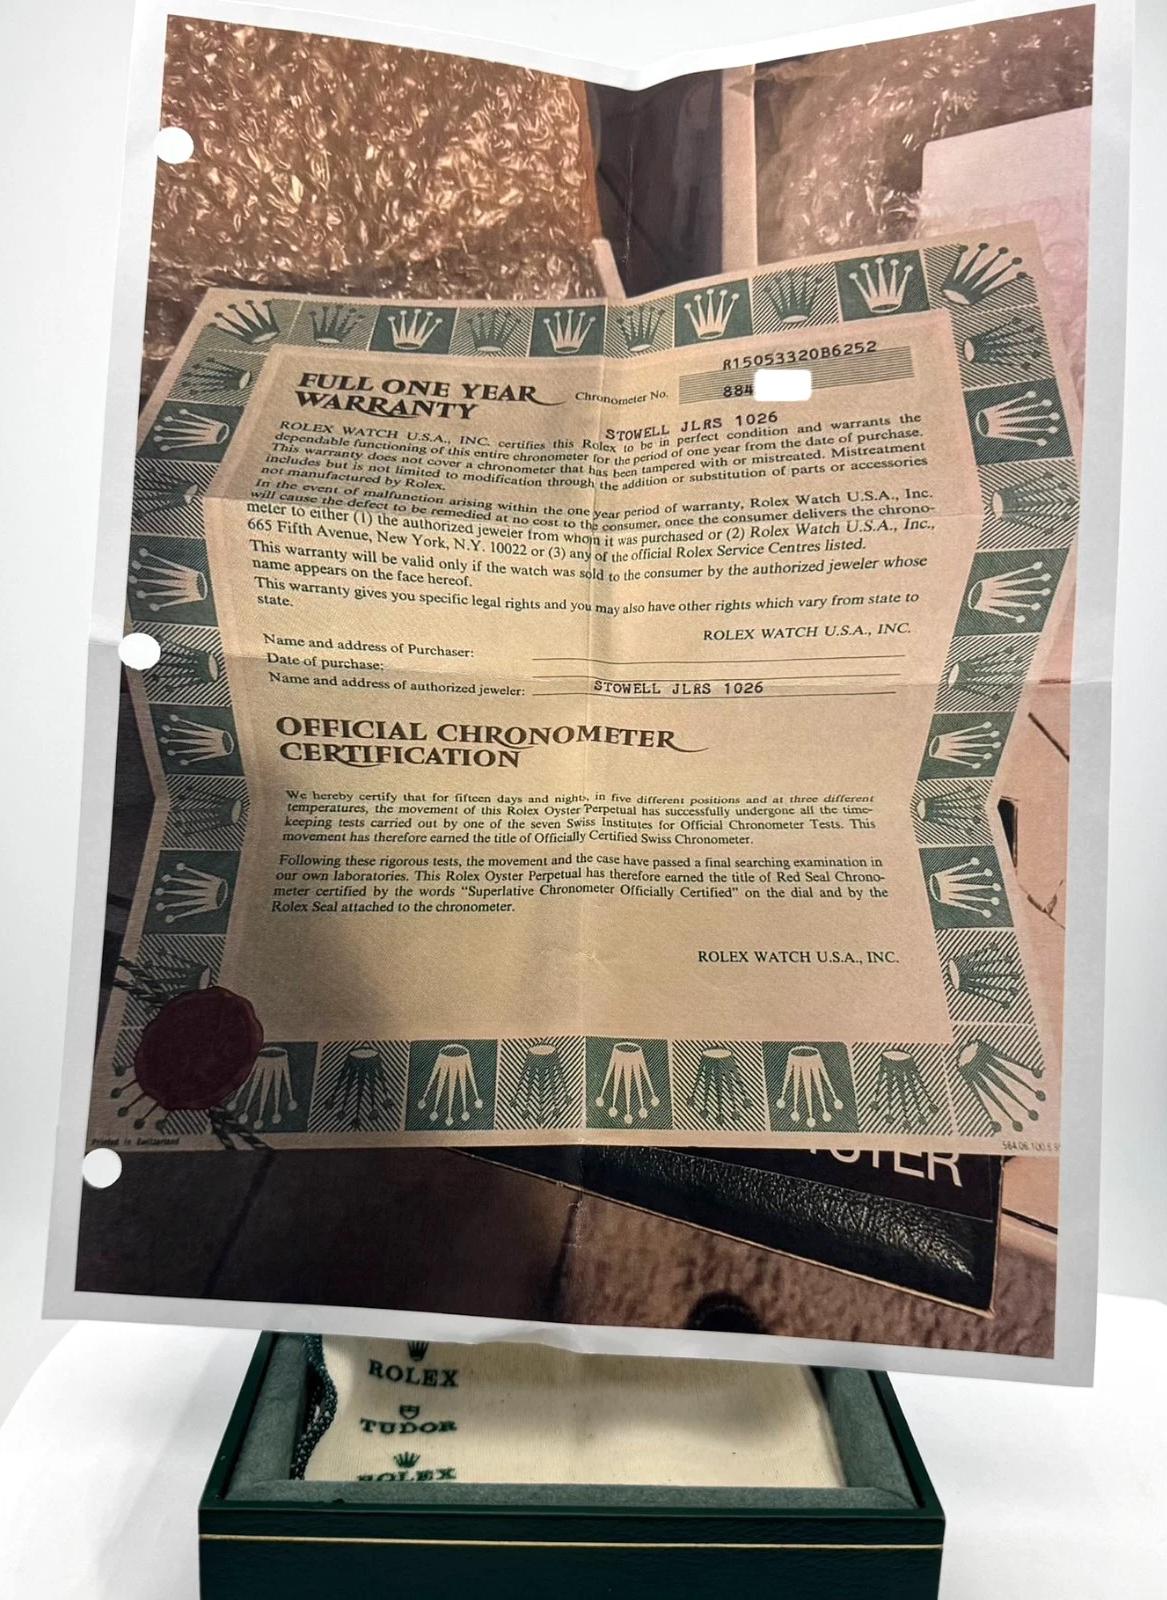 R15053320B6252
FULL ONE YEAR
WARRANTY
Chronometer No.
884
STOWELL JLRS 1026
ROLEX WATCH U.S.A., INC. certifies this Rolex to be in perfect condition and warrants the
dependable functioning of this entire chronometer for the period of one year from the date of purchase.
This warranty does not cover a chronometer that has been tampered with or mistreated. Mistreatment
includes but is not limited to modification through the addition or substitution of parts or accessories
not manufactured by Rolex.
In the event of malfunction arising within the one year period of warranty, Rolex Watch U.S.A., Inc.
will cause the defect to be remedied at no cost to the consumer, once the consumer delivers the chrono-
meter to either (1) the authorized jeweler from whom it was purchased or (2) Rolex Watch U.S.A., Inc.,
665 Fifth Avenue, New York, N.Y. 10022 or (3) any of the official Rolex Service Centres listed.
This warranty will be valid only if the watch was sold to the consumer by the authorized jeweler whose
name appears on the face hereof.
This warranty gives you specific legal rights and you may also have other rights which vary from state to
state.
ROLEX WATCH U.S.A., INC.
Name and address of Purchaser:
Date of purchase:
Name and address of authorized jeweler: STOWELL JLRS 1026
OFFICIAL CHRONOMETER
CERTIFICATION
We hereby certify that for fifteen days and nights, in five different positions and at three different
temperatures, the movement of this Rolex Oyster Perpetual has successfully undergone all the time-
keeping tests carried out by one of the seven Swiss Institutes for Official Chronometer Tests. This
movement has therefore earned the title of Officially Certified Swiss Chronometer.
Following these rigorous tests, the movement and the case have passed a final searching examination in
our own laboratories. This Rolex Oyster Perpetual has therefore earned the title of Red Seal Chrono-
meter certified by the words "Superlative Chronometer Officially Certified" on the dial and by the
Rolex Seal attached to the chronometer.
ROLEX WATCH U.S.A., INC.
Printed in Switzerland
ROLEX
TUDOR
ROLEX